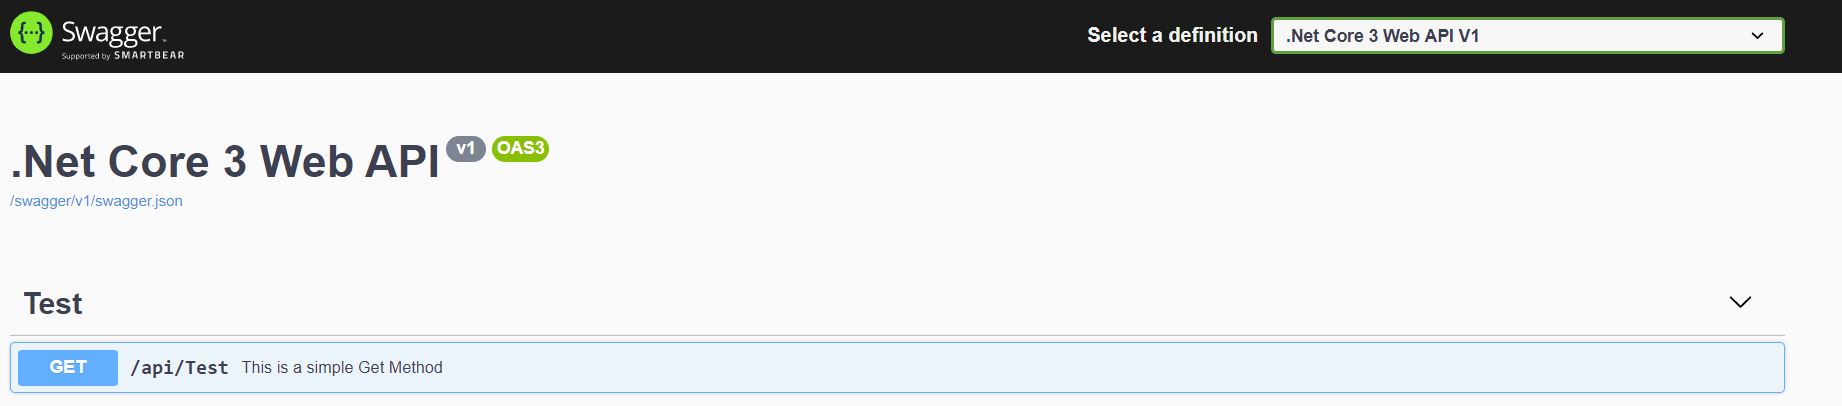 {...} Swagger.
Supported by SMARTBEAR
Select a definition
.Net Core 3 Web API V1
.Net Core 3 Web API v1 OAS3
/swagger/v1/swagger.json
Test
GET /api/Test This is a simple Get Method